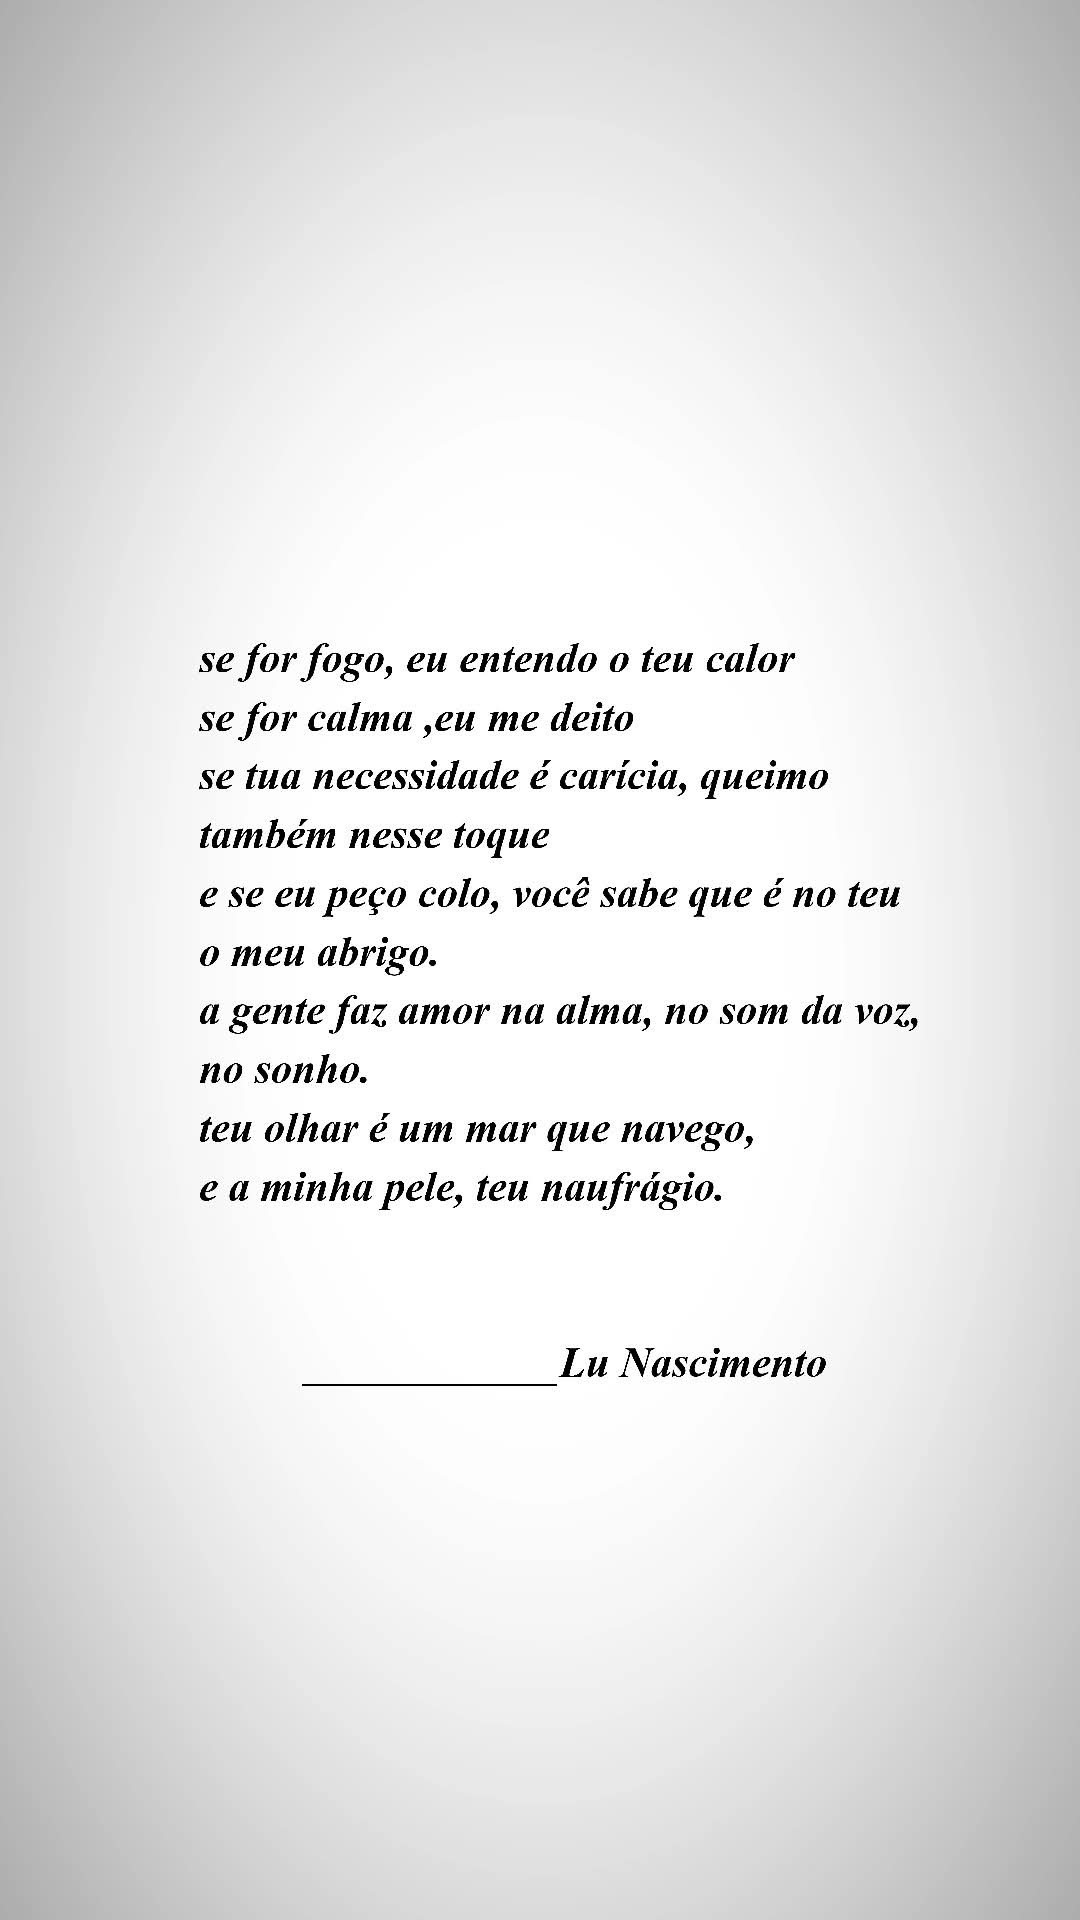 se for fogo, eu entendo o teu calor
se for calma ,eu me deito
se tua necessidade é carícia, queimo
também nesse toque
e se eu peço colo, você sabe que é no teu
o meu abrigo.
a gente faz amor na alma, no som da voz,
no sonho.
teu olhar é um mar que navego,
e a minha pele, teu naufrágio.
____________Lu Nascimento